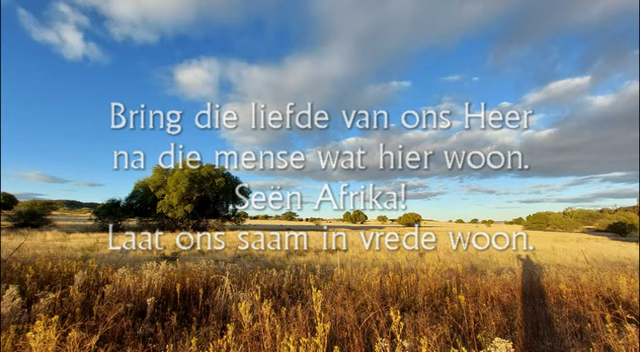 Bring die liefde van ons Heer
na die mense wat hier woon.
Seën Afrika!
Laat ons saam in vrede woon.